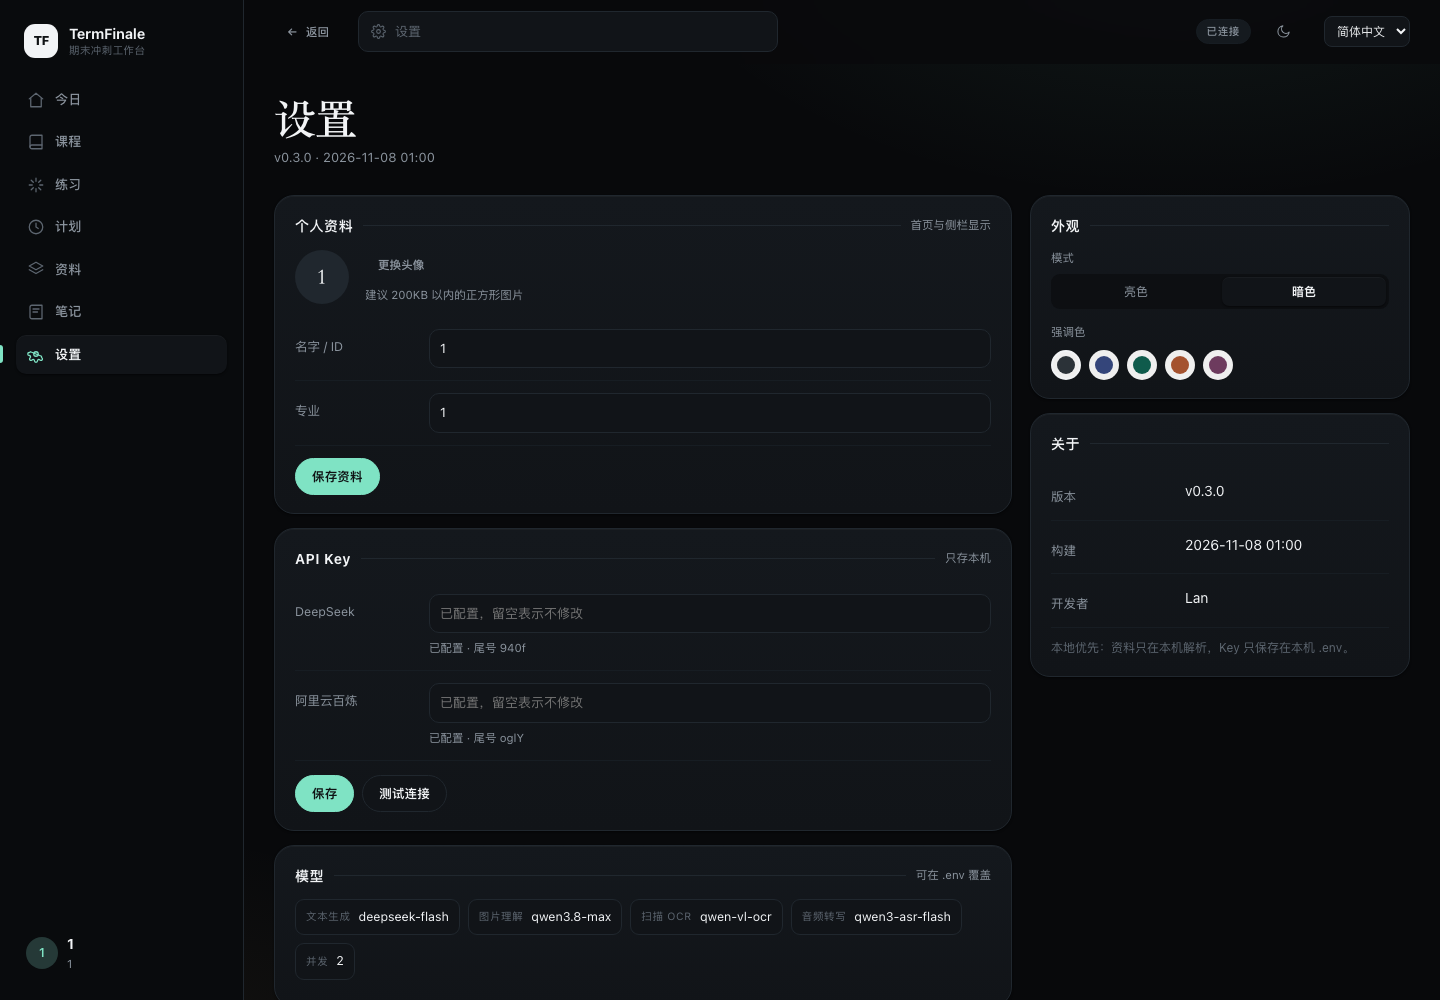 TF
TermFinale
期末冲刺工作台
今日
课程
练习
计划
资料
笔记
设置
1
1
1
← 返回
设置
已连接
简体中文
设置
v0.3.0 · 2026-11-08 01:00
个人资料
首页与侧栏显示
1
更换头像
建议 200KB 以内的正方形图片
名字 / ID
1
专业
1
保存资料
API Key
只存本机
DeepSeek
已配置，留空表示不修改
已配置 · 尾号 940f
阿里云百炼
已配置，留空表示不修改
已配置 · 尾号 oglY
保存
测试连接
模型
可在 .env 覆盖
文本生成 deepseek-flash
图片理解 qwen3.8-max
扫描 OCR qwen-vl-ocr
音频转写 qwen3-asr-flash
并发 2
外观
模式
亮色
暗色
强调色
关于
版本
v0.3.0
构建
2026-11-08 01:00
开发者
Lan
本地优先：资料只在本机解析，Key 只保存在本机 .env。